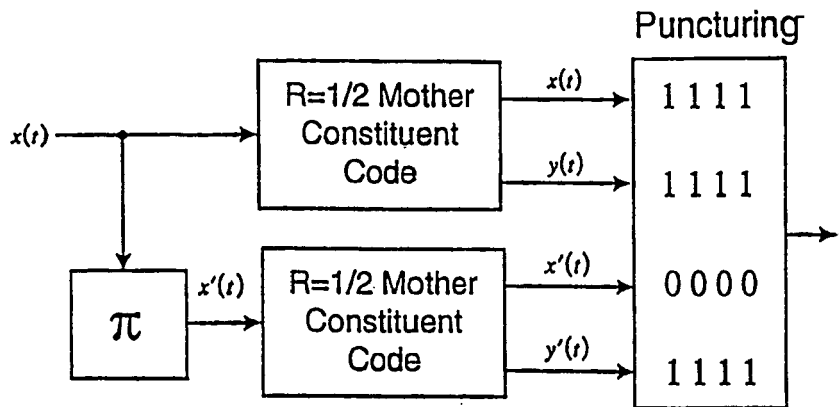 Puncturing
R=1/2 Mother
Constituent
Code
x(t)
x(t)
y(t)
1 1 1 1
1 1 1 1
π
x'(t)
R=1/2 Mother
Constituent
Code
x'(t)
y'(t)
0 0 0 0
1 1 1 1